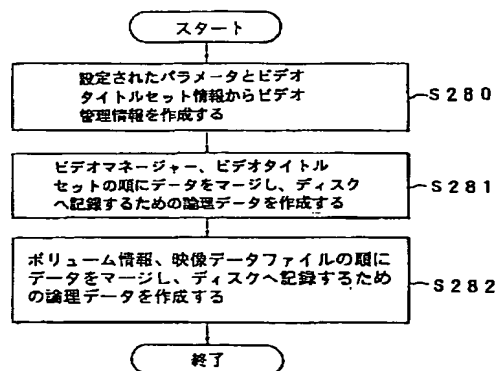 スタート
設定されたパラメータとビデオ
タイトルセット情報からビデオ
管理情報を作成する
S280
ビデオマネージャー、ビデオタイトル
セットの順にデータをマージし、ディスク
へ記録するための論理データを作成する
S281
ボリューム情報、映像データファイルの順に
データをマージし、ディスクへ記録するため
の論理データを作成する
S282
終了